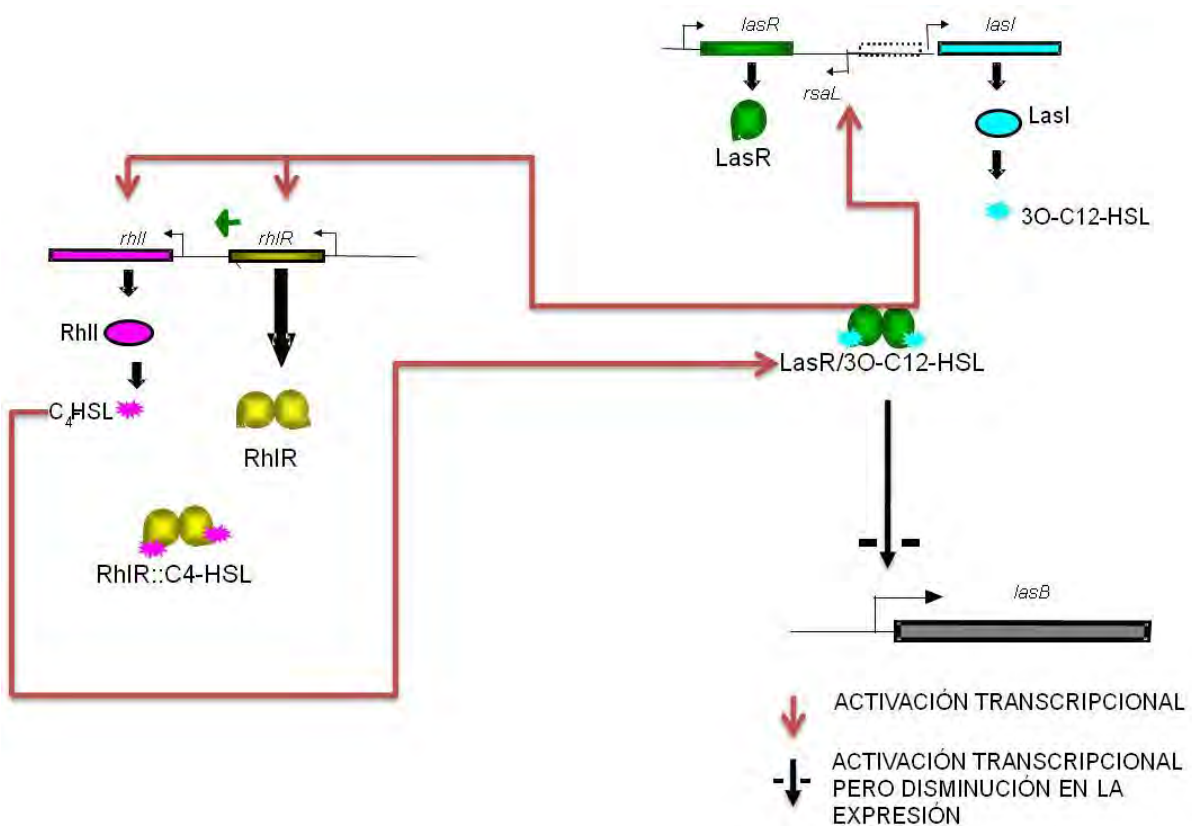 lasR
lasI
rsaL
LasR
LasI
3O-C12-HSL
rhlI
rhlR
RhlI
C4HSL
RhlR
RhlR::C4-HSL
LasR/3O-C12-HSL
lasB
ACTIVACIÓN TRANSCRIPCIONAL
ACTIVACIÓN TRANSCRIPCIONAL
PERO DISMINUCIÓN EN LA
EXPRESIÓN